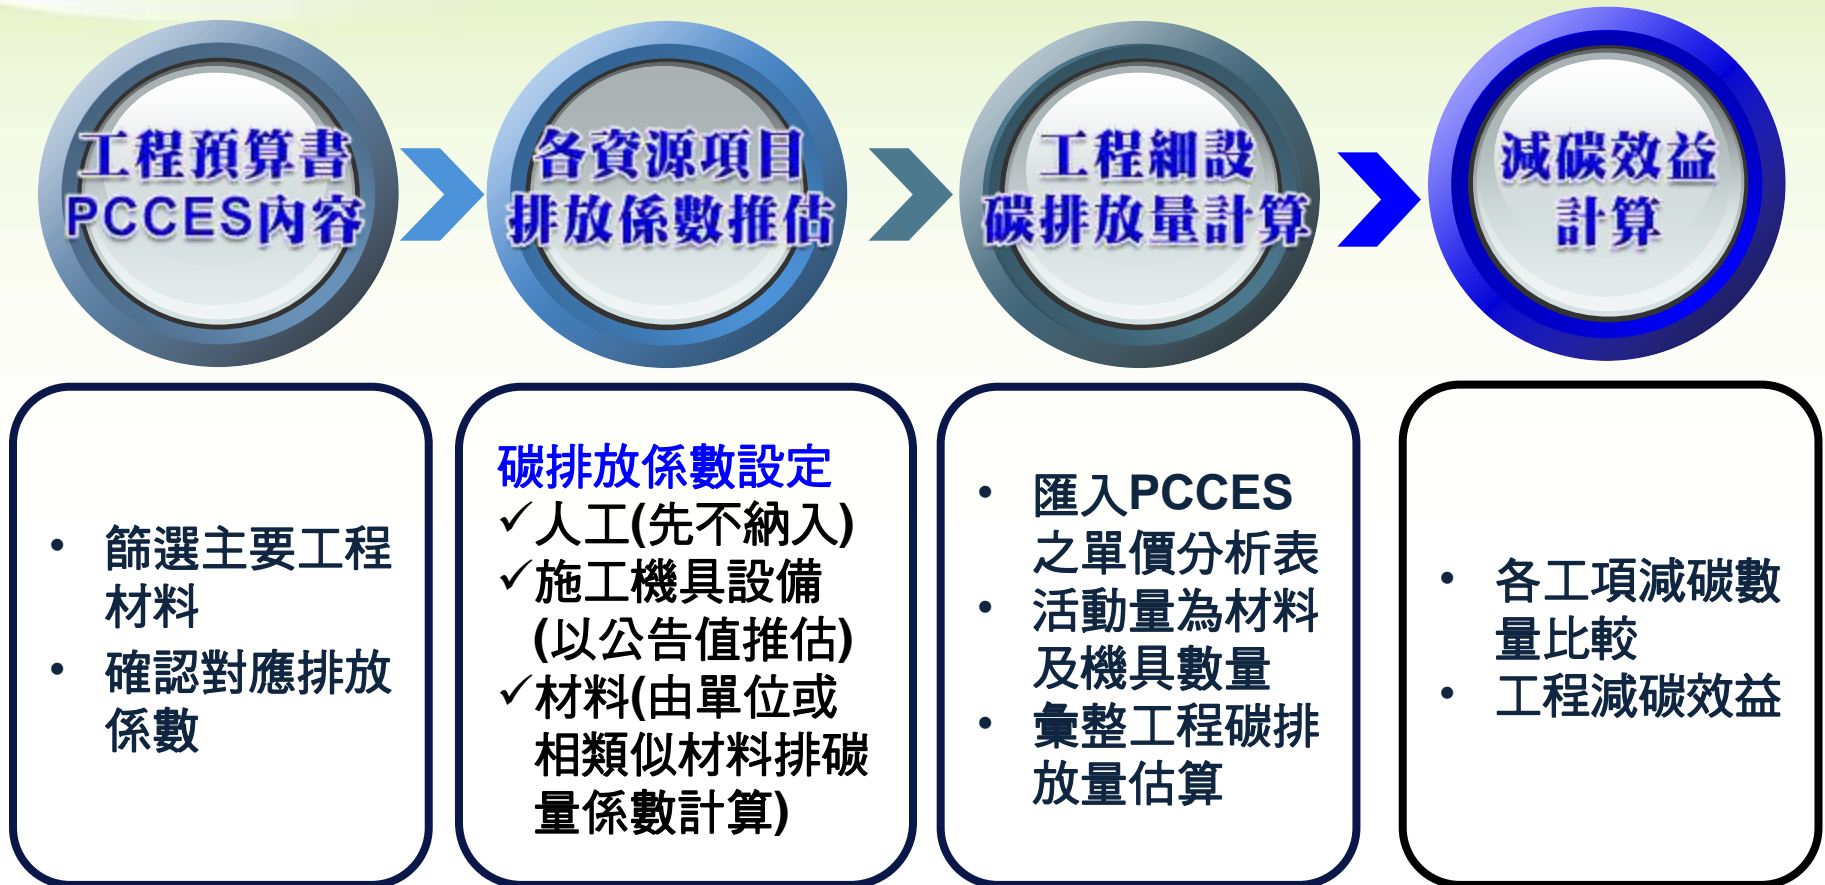 工程預算書
PCCES內容
各資源項目
排放係數推估
工程細設
碳排放量計算
減碳效益
計算
• 篩選主要工程
材料
• 確認對應排放
係數
碳排放係數設定
✓人工(先不納入)
✓施工機具設備
(以公告值推估)
✓材料(由單位或
相類似材料排碳
量係數計算)
• 匯入PCCES
之單價分析表
• 活動量為材料
及機具數量
• 彙整工程碳排
放量估算
• 各工項減碳數
量比較
• 工程減碳效益